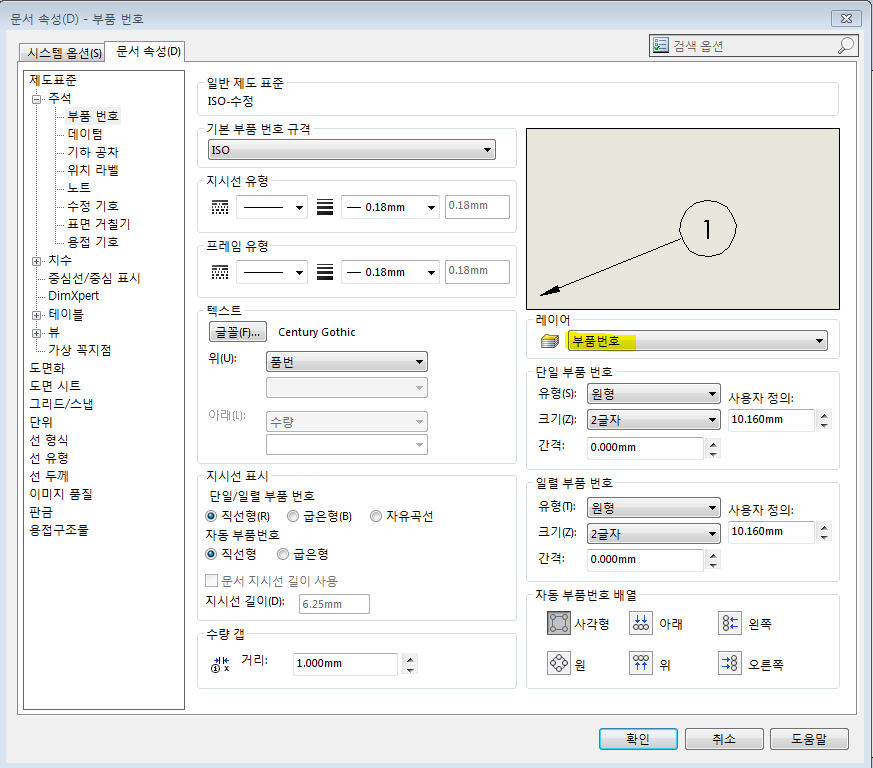 문서 속성(D) - 부품 번호
시스템 옵션(S)
문서 속성(D)
검색 옵션
제도표준
주석
부품 번호
데이텀
기하 공차
위치 라벨
노트
수정 기호
표면 거칠기
용접 기호
치수
중심선/중심 표시
DimXpert
테이블
뷰
가상 꼭지점
도면화
도면 시트
그리드/스냅
단위
선 형식
선 유형
선 두께
이미지 품질
판금
용접구조물
일반 제도 표준
ISO-수정
기본 부품 번호 규격
ISO
지시선 유형
0.18mm 0.18mm
프레임 유형
0.18mm 0.18mm
텍스트
글꼴(F)... Century Gothic
위(U): 품번
아래(L): 수량
지시선 표시
단일/일렬 부품 번호
직선형(R) 굽은형(B) 자유곡선
자동 부품번호
직선형 굽은형
문서 지시선 길이 사용
지시선 길이(D): 6.25mm
수량 갭
거리: 1.000mm
1
레이어
부품번호
단일 부품 번호
유형(S): 원형 사용자 정의:
크기(Z): 2글자 10.160mm
간격: 0.000mm
일렬 부품 번호
유형(T): 원형 사용자 정의:
크기(Z): 2글자 10.160mm
간격: 0.000mm
자동 부품번호 배열
사각형 아래 왼쪽
원 위 오른쪽
확인 취소 도움말